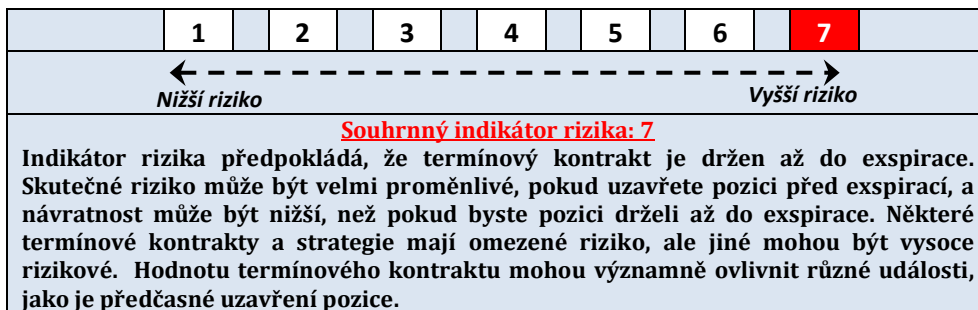 1 2 3 4 5 6 7
Nižší riziko Vyšší riziko
Souhrnný indikátor rizika: 7
Indikátor rizika předpokládá, že termínový kontrakt je držen až do exspirace.
Skutečné riziko může být velmi proměnlivé, pokud uzavřete pozici před exspirací, a
návratnost může být nižší, než pokud byste pozici drželi až do exspirace. Některé
termínové kontrakty a strategie mají omezené riziko, ale jiné mohou být vysoce
rizikové. Hodnotu termínového kontraktu mohou významně ovlivnit různé události,
jako je předčasné uzavření pozice.